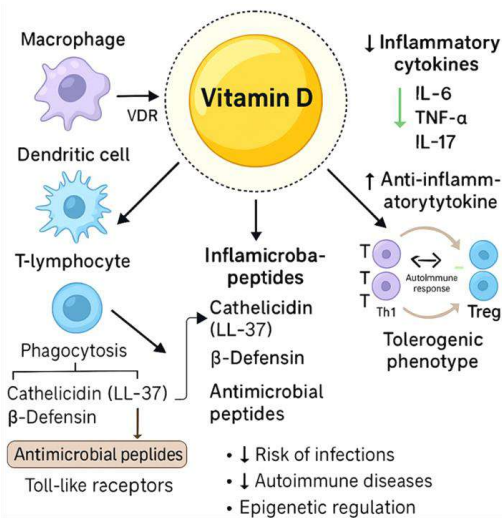 Macrophage
VDR
Dendritic cell
T-lymphocyte
Phagocytosis
Cathelicidin (LL-37)
β-Defensin
Antimicrobial peplides
Toll-like receptors
Vitamin D
Inflamicroba-
peptides
Cathelicidin
(LL-37)
β-Defensin
Antimicrobial
peptides
• ↓ Risk of infections
• ↓ Autoimmune diseases
• Epigenetic regulation
↓ Inflammatory
cytokines
IL-6
TNF-α
IL-17
↑ Anti-inflamm-
atorytytokine
T
T
T
Th1
Autoimmune
response
Treg
Tolerogenic
phenotype